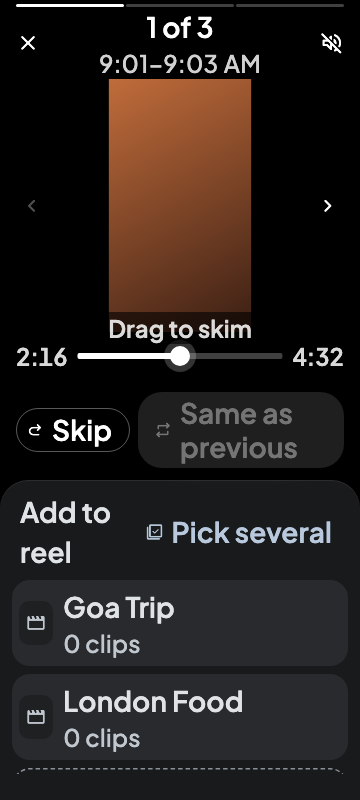 1 of 3
9:01–9:03 AM
Drag to skim
2:16
4:32
Skip
Same as
previous
Add to
reel
Pick several
Goa Trip
0 clips
London Food
0 clips